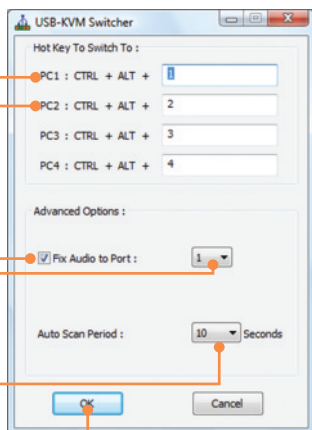 USB-KVM Switcher
Hot Key To Switch To :
PC1 : CTRL + ALT + 1
PC2 : CTRL + ALT + 2
PC3 : CTRL + ALT + 3
PC4 : CTRL + ALT + 4
Advanced Options :
Fix Audio to Port : 1
Auto Scan Period : 10 Seconds
OK Cancel